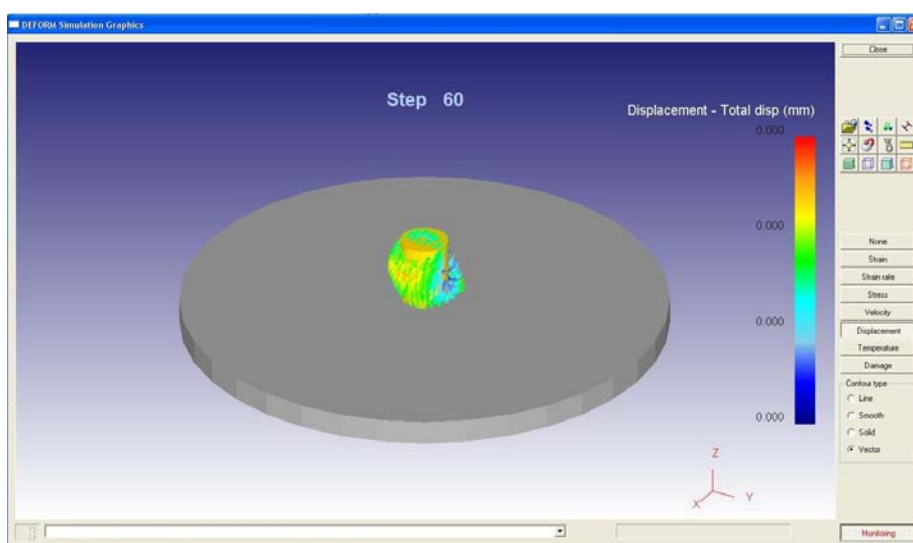 DEFORM Simulation Graphics
Close
Step 60
Displacement - Total disp (mm)
0.000
0.000
0.000
0.000
None
Strain
Strain rate
Stress
Velocity
Displacement
Temperature
Damage
Contour type
Line
Smooth
Solid
Vector
Z
X
Y
Monitoring